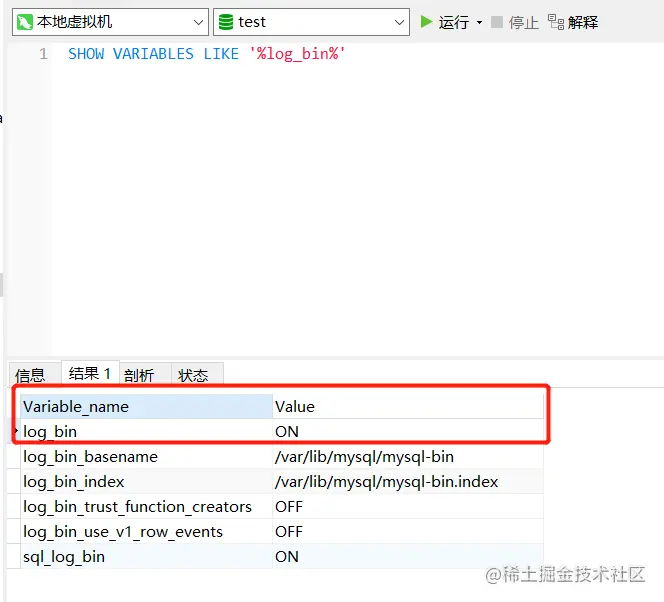 本地虚拟机 test 运行 停止 解释
1 SHOW VARIABLES LIKE '%log_bin%'
信息 结果 1 剖析 状态
Variable_name Value
log_bin ON
log_bin_basename /var/lib/mysql/mysql-bin
log_bin_index /var/lib/mysql/mysql-bin.index
log_bin_trust_function_creators OFF
log_bin_use_v1_row_events OFF
sql_log_bin ON
@稀土掘金技术社区